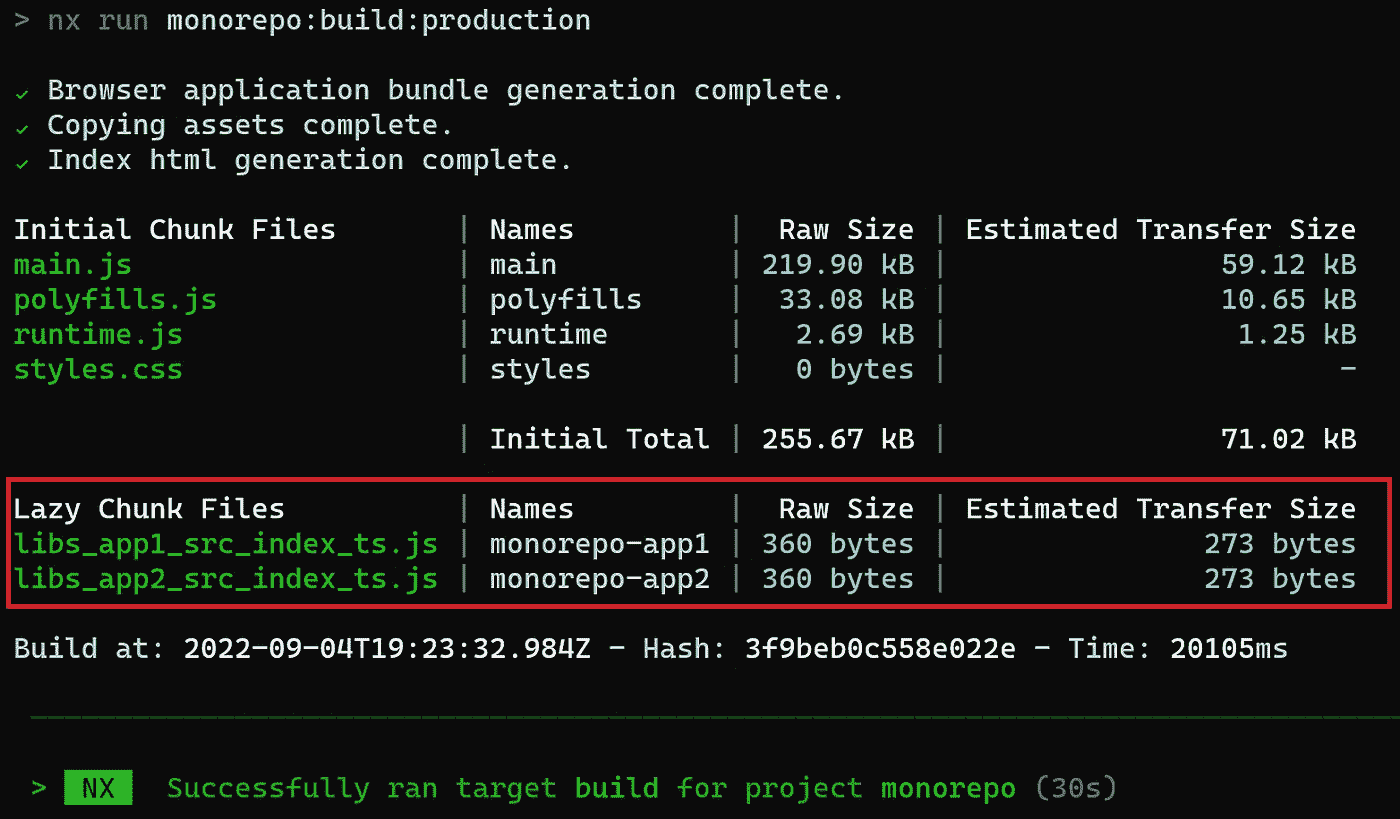 > nx run monorepo:build:production
✓ Browser application bundle generation complete.
✓ Copying assets complete.
✓ Index html generation complete.
Initial Chunk Files | Names | Raw Size | Estimated Transfer Size
main.js | main | 219.90 kB | 59.12 kB
polyfills.js | polyfills | 33.08 kB | 10.65 kB
runtime.js | runtime | 2.69 kB | 1.25 kB
styles.css | styles | 0 bytes | -
| Initial Total | 255.67 kB | 71.02 kB
Lazy Chunk Files | Names | Raw Size | Estimated Transfer Size
libs_app1_src_index_ts.js | monorepo-app1 | 360 bytes | 273 bytes
libs_app2_src_index_ts.js | monorepo-app2 | 360 bytes | 273 bytes
Build at: 2022-09-04T19:23:32.984Z - Hash: 3f9beb0c558e022e - Time: 20105ms
> NX Successfully ran target build for project monorepo (30s)